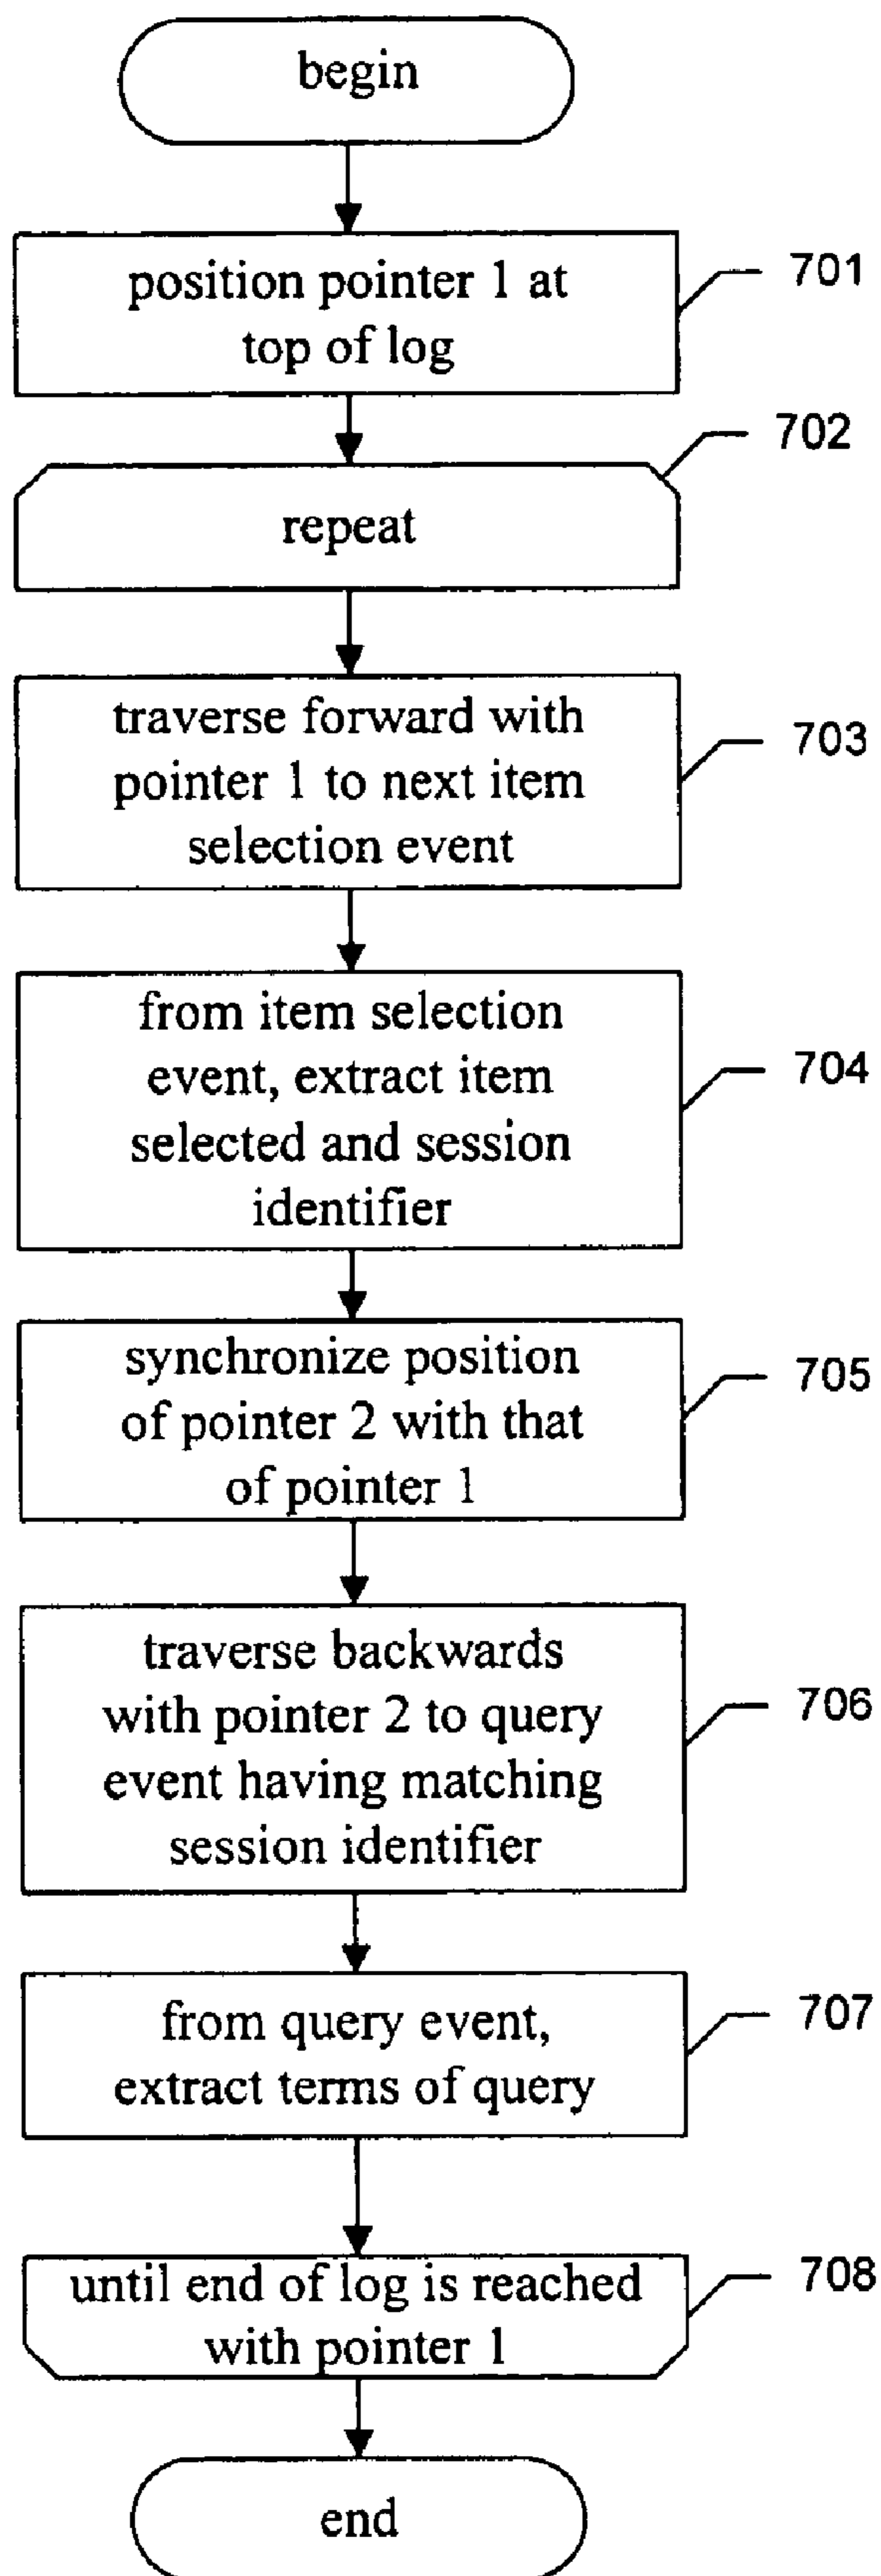 begin
position pointer 1 at
top of log
701
repeat
702
traverse forward with
pointer 1 to next item
selection event
703
from item selection
event, extract item
selected and session
identifier
704
synchronize position
of pointer 2 with that
of pointer 1
705
traverse backwards
with pointer 2 to query
event having matching
session identifier
706
from query event,
extract terms of query
707
until end of log is reached
with pointer 1
708
end